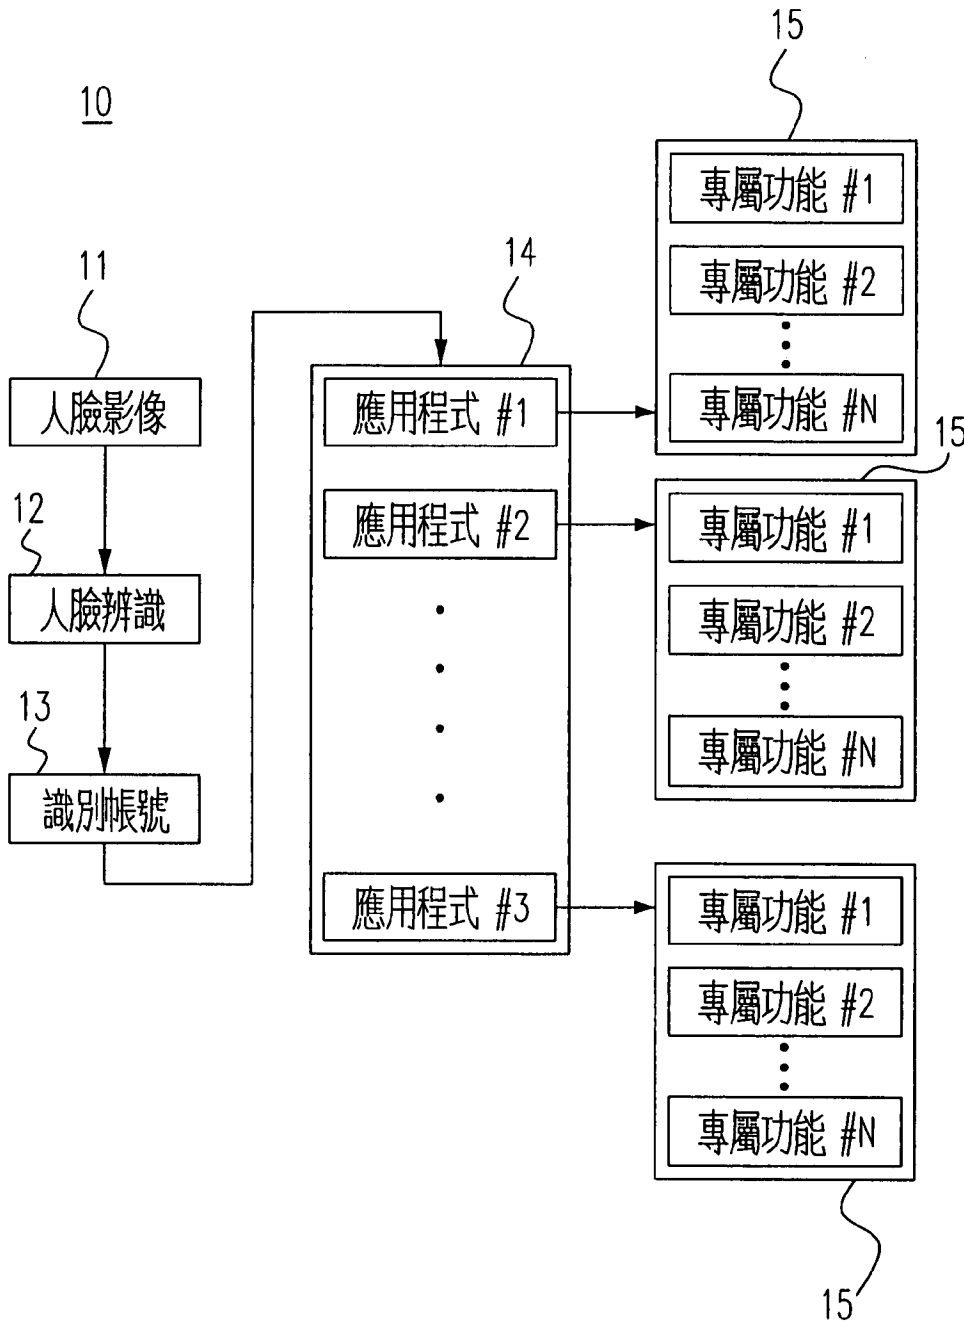 10
11
人臉影像
12
人臉辨識
13
識別帳號
14
應用程式 #1
應用程式 #2
應用程式 #3
15
專屬功能 #1
專屬功能 #2
專屬功能 #N
15
專屬功能 #1
專屬功能 #2
專屬功能 #N
專屬功能 #1
專屬功能 #2
專屬功能 #N
15